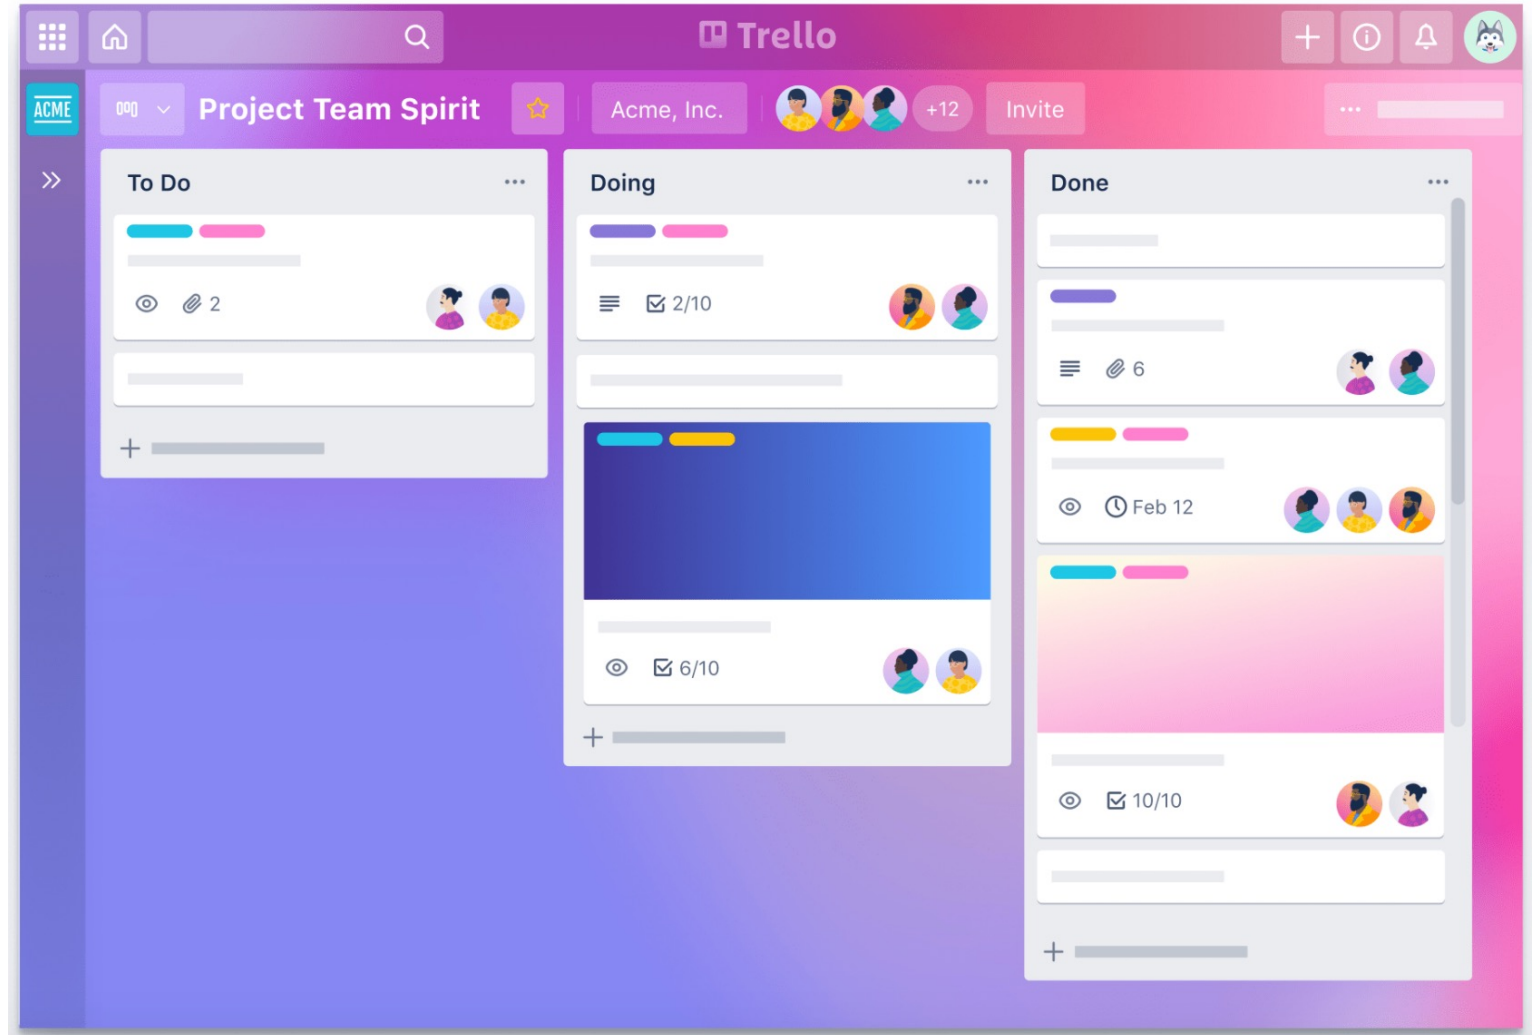 Trello
ACME
Project Team Spirit
Acme, Inc.
+12
Invite
To Do
2
Doing
2/10
6/10
Done
6
Feb 12
10/10